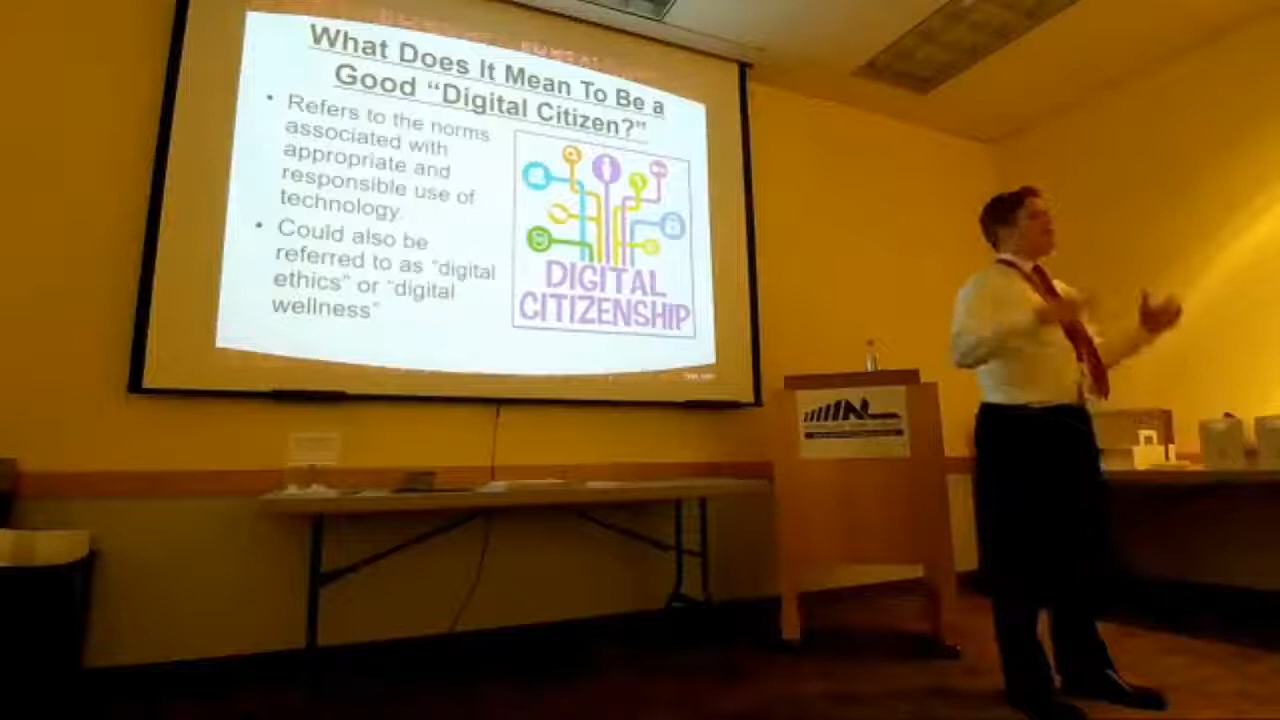 What Does It Mean To Be a
Good “Digital Citizen?”
• Refers to the norms
associated with
appropriate and
responsible use of
technology.
• Could also be
referred to as “digital
ethics” or “digital
wellness”
DIGITAL
CITIZENSHIP